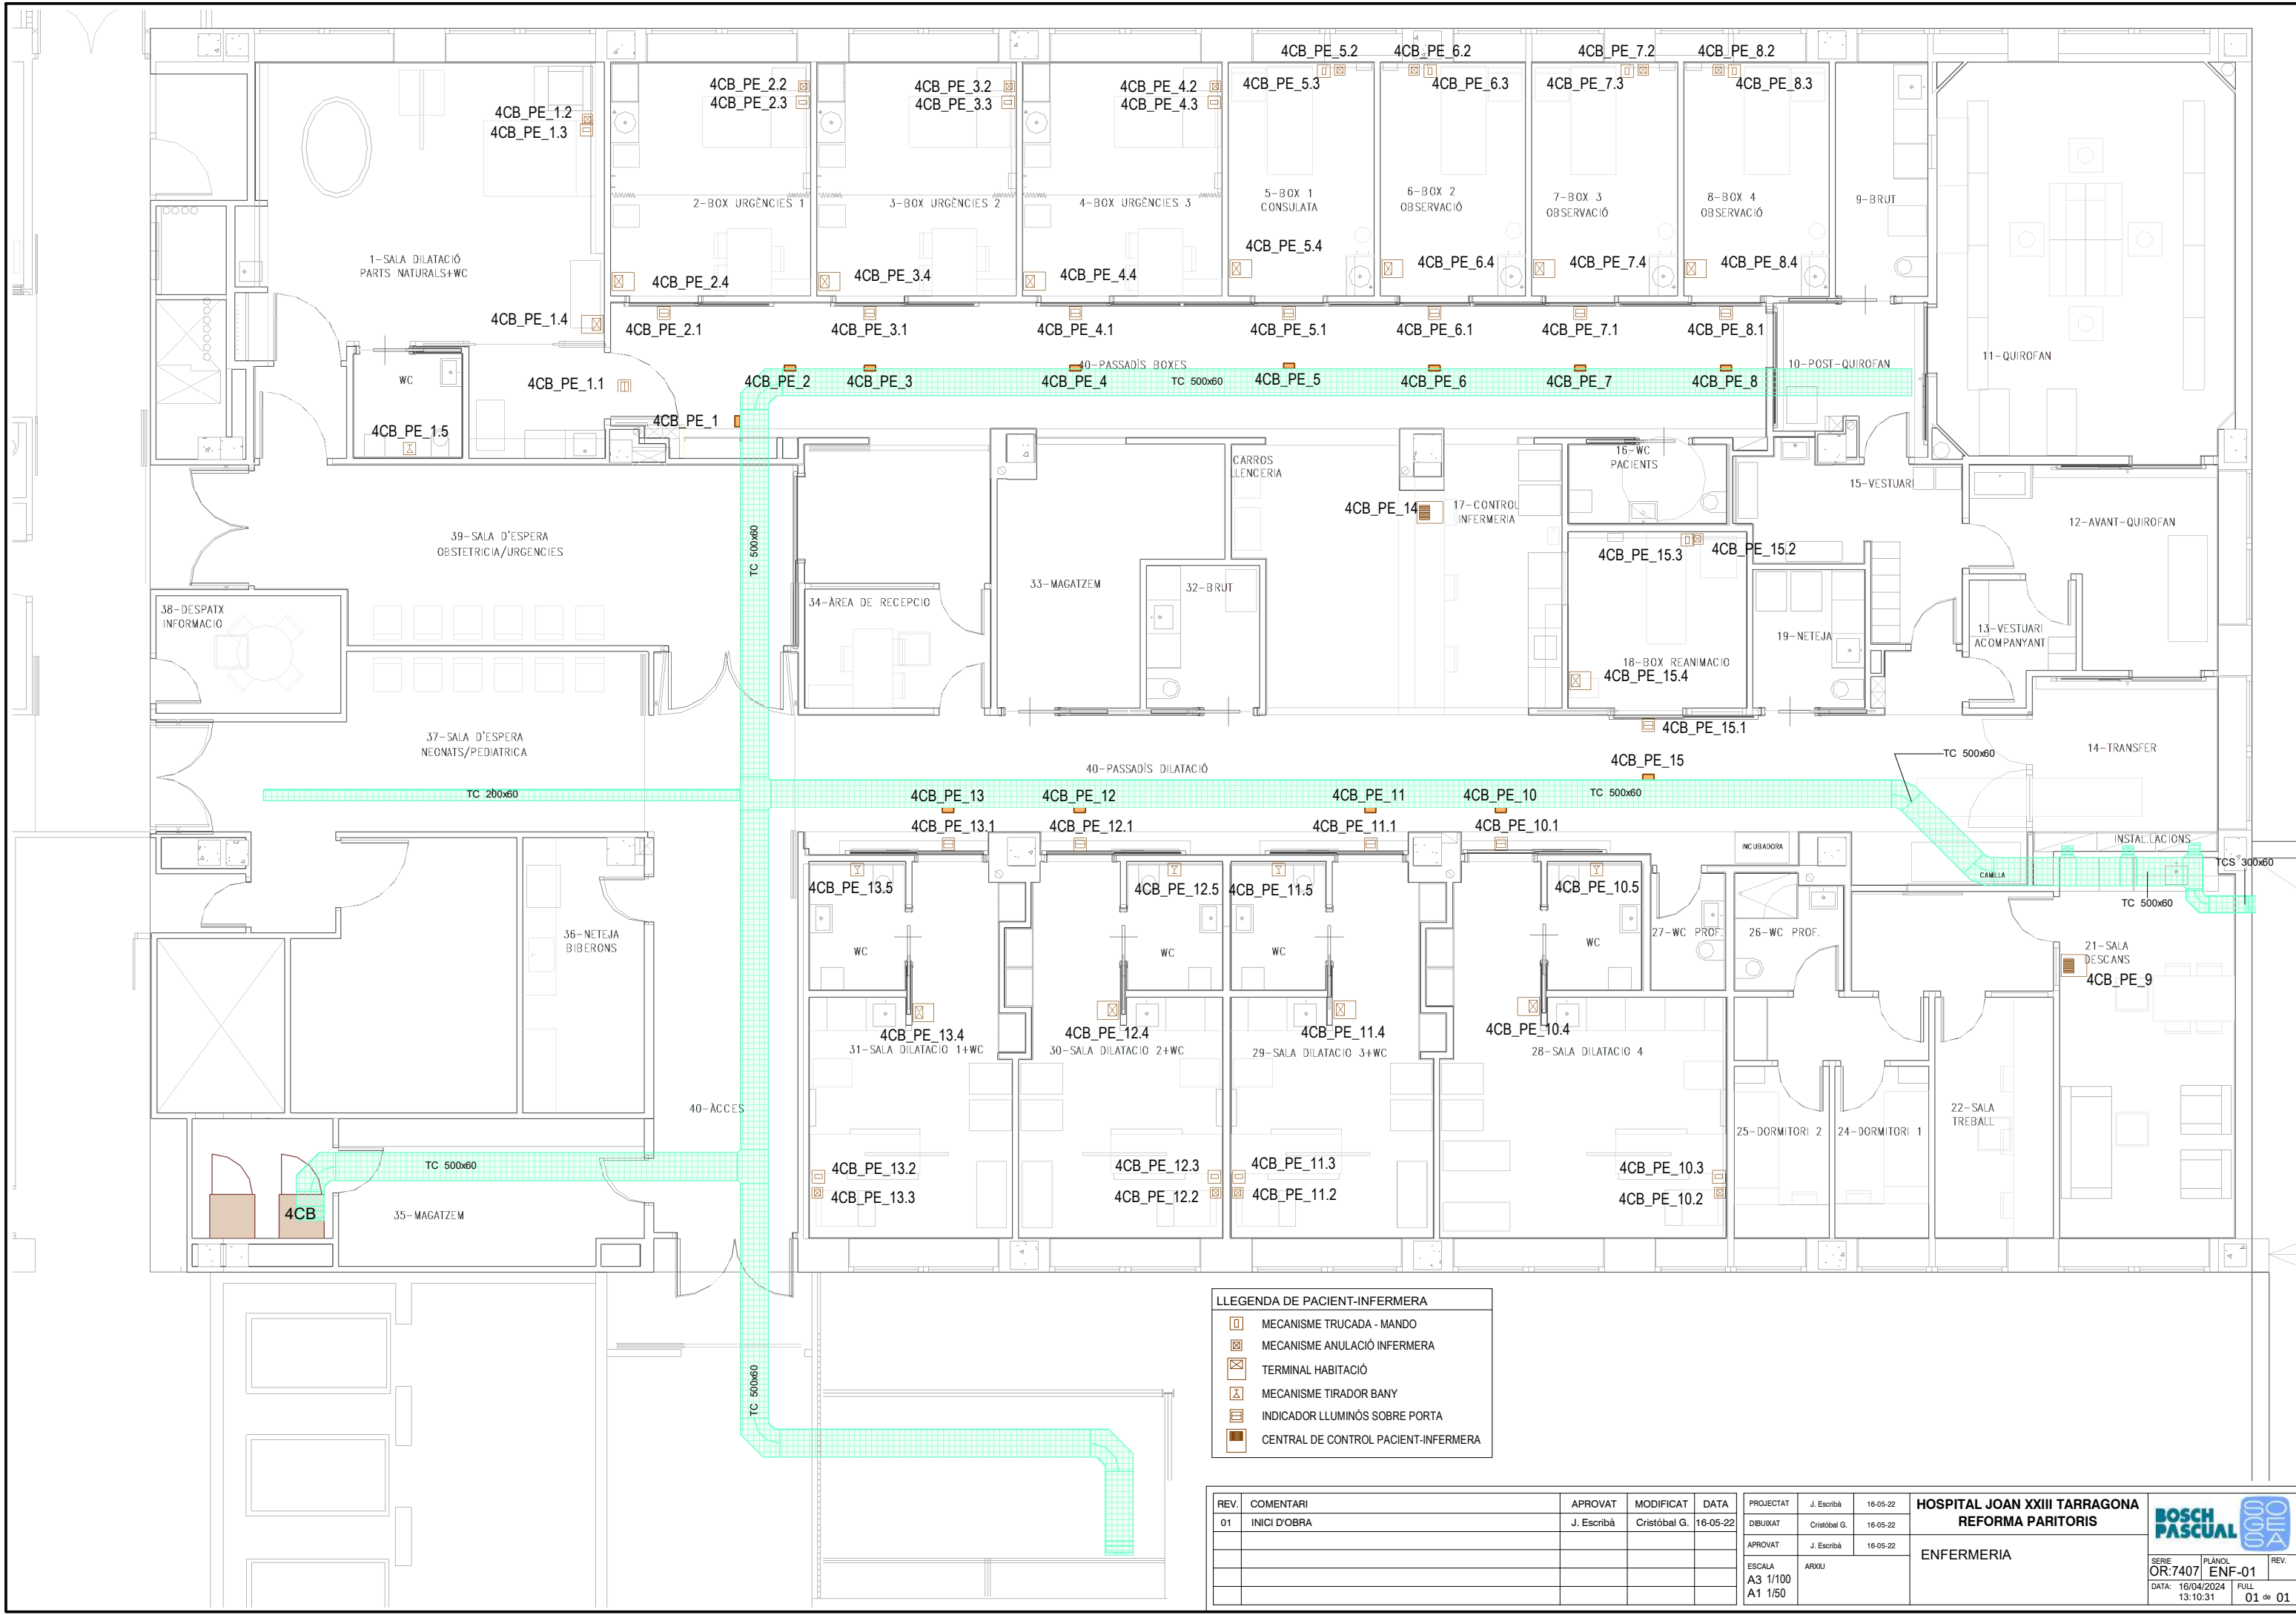 4CB_PE_5.2
4CB_PE_6.2
4CB_PE_7.2
4CB_PE_8.2
4CB_PE_2.2
4CB_PE_2.3
4CB_PE_3.2
4CB_PE_3.3
4CB_PE_4.2
4CB_PE_4.3
4CB_PE_5.3
4CB_PE_6.3
4CB_PE_7.3
4CB_PE_8.3
4CB_PE_1.2
4CB_PE_1.3
2-BOX URGÈNCIES 1
3-BOX URGÈNCIES 2
4-BOX URGÈNCIES 3
5-BOX 1
CONSULATA
6-BOX 2
OBSERVACIÓ
7-BOX 3
OBSERVACIÓ
8-BOX 4
OBSERVACIÓ
9-BRUT
1-SALA DILATACIÓ
PARTS NATURALS+WC
4CB_PE_2.4
4CB_PE_3.4
4CB_PE_4.4
4CB_PE_5.4
4CB_PE_6.4
4CB_PE_7.4
4CB_PE_8.4
4CB_PE_1.4
4CB_PE_2.1
4CB_PE_3.1
4CB_PE_4.1
4CB_PE_5.1
4CB_PE_6.1
4CB_PE_7.1
4CB_PE_8.1
11-QUIROFAN
WC
4CB_PE_1.1
4CB_PE_2
4CB_PE_3
4CB_PE_4
40-PASSADÍS BOXES
TC 500x60
4CB_PE_5
4CB_PE_6
4CB_PE_7
4CB_PE_8
10-POST-QUIROFAN
4CB_PE_1
4CB_PE_1.5
CARROS
LLENCERIA
16-WC
PACIENTS
15-VESTUARI
4CB_PE_14
17-CONTROL
INFERMERIA
12-AVANT-QUIROFAN
39-SALA D'ESPERA
OBSTETRICIA/URGENCIES
TC 500x60
4CB_PE_15.3
4CB_PE_15.2
33-MAGATZEM
32-BRUT
34-ÀREA DE RECEPCIO
38-DESPATX
INFORMACIO
19-NETEJA
13-VESTUARI
ACOMPANYANT
18-BOX REANIMACIO
4CB_PE_15.4
4CB_PE_15.1
37-SALA D'ESPERA
NEONATS/PEDIATRICA
40-PASSADÍS DILATACIÓ
4CB_PE_15
TC 500x60
14-TRANSFER
TC 200x60
4CB_PE_13
4CB_PE_12
4CB_PE_11
4CB_PE_10
TC 500x60
4CB_PE_13.1
4CB_PE_12.1
4CB_PE_11.1
4CB_PE_10.1
INCUBADORA
INSTAL.LACIONS
TCS 300x60
CAMILLA
TC 500x60
4CB_PE_13.5
4CB_PE_12.5
4CB_PE_11.5
4CB_PE_10.5
36-NETEJA
BIBERONS
WC
WC
WC
WC
27-WC PROF.
26-WC PROF.
21-SALA
DESCANS
4CB_PE_9
4CB_PE_13.4
4CB_PE_12.4
4CB_PE_11.4
4CB_PE_10.4
31-SALA DILATACIO 1+WC
30-SALA DILATACIO 2+WC
29-SALA DILATACIO 3+WC
28-SALA DILATACIO 4
40-ÀCCES
22-SALA
TREBALL
25-DORMITORI 2
24-DORMITORI 1
TC 500x60
4CB_PE_13.2
4CB_PE_13.3
4CB_PE_12.3
4CB_PE_12.2
4CB_PE_11.3
4CB_PE_11.2
4CB_PE_10.3
4CB_PE_10.2
4CB
35-MAGATZEM
TC 500x60
LLEGENDA DE PACIENT-INFERMERA
MECANISME TRUCADA - MANDO
MECANISME ANULACIÓ INFERMERA
TERMINAL HABITACIÓ
MECANISME TIRADOR BANY
INDICADOR LLUMINÓS SOBRE PORTA
CENTRAL DE CONTROL PACIENT-INFERMERA
REV. COMENTARI APROVAT MODIFICAT DATA
01 INICI D'OBRA J. Escribà Cristóbal G. 16-05-22
PROJECTAT J. Escribà 16-05-22
DIBUIXAT Cristóbal G. 16-05-22
APROVAT J. Escribà 16-05-22
ESCALA ARXIU
A3 1/100
A1 1/50
HOSPITAL JOAN XXIII TARRAGONA
REFORMA PARITORIS
ENFERMERIA
BOSCH
PASCUAL
SOGESA
SERIE PLÀNOL REV.
OR:7407 ENF-01
DATA: 16/04/2024 FULL
13:10:31 01 de 01